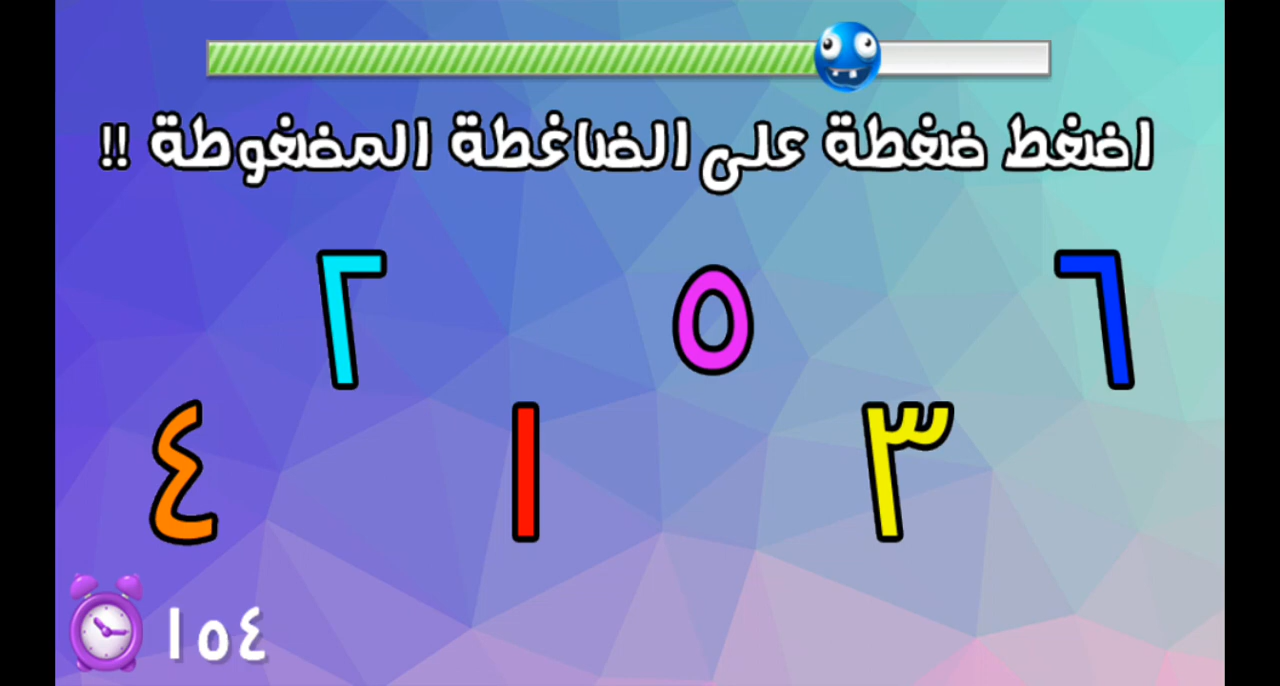 اضغط ضغطة على الضاغطة المضغوطة !!
٢ ٥ ٦
٤ ١ ٣
١٥٤